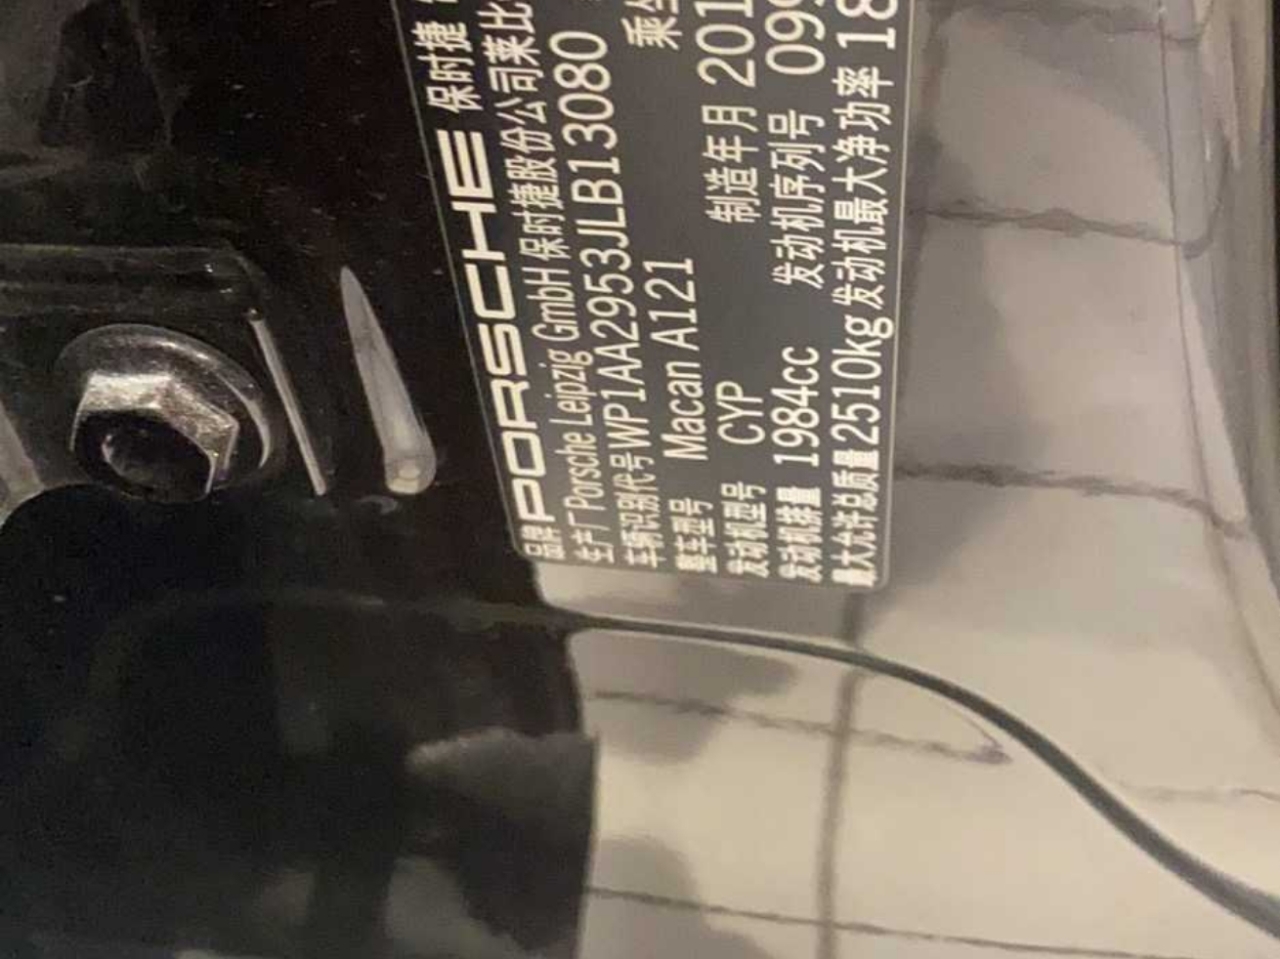 品牌 PORSCHE 保时捷
生产厂 Porsche Leipzig GmbH 保时捷股份公司莱比
车辆识别代号 WP1AA2953JLB13080
整车型号 Macan A121 乘坐
发动机型号 CYP 制造年月 201
发动机排量 1984cc 发动机序列号 099
最大允许总质量 2510kg 发动机最大净功率 18